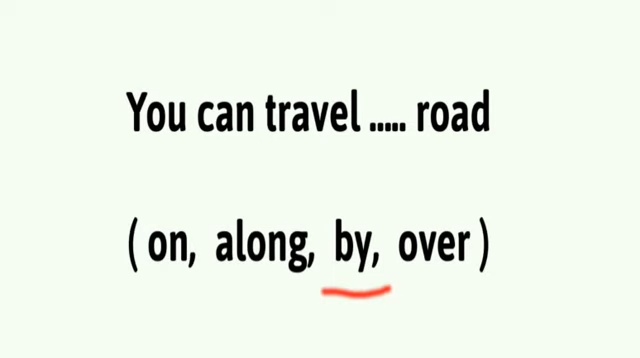 You can travel ..... road
( on, along, by, over )